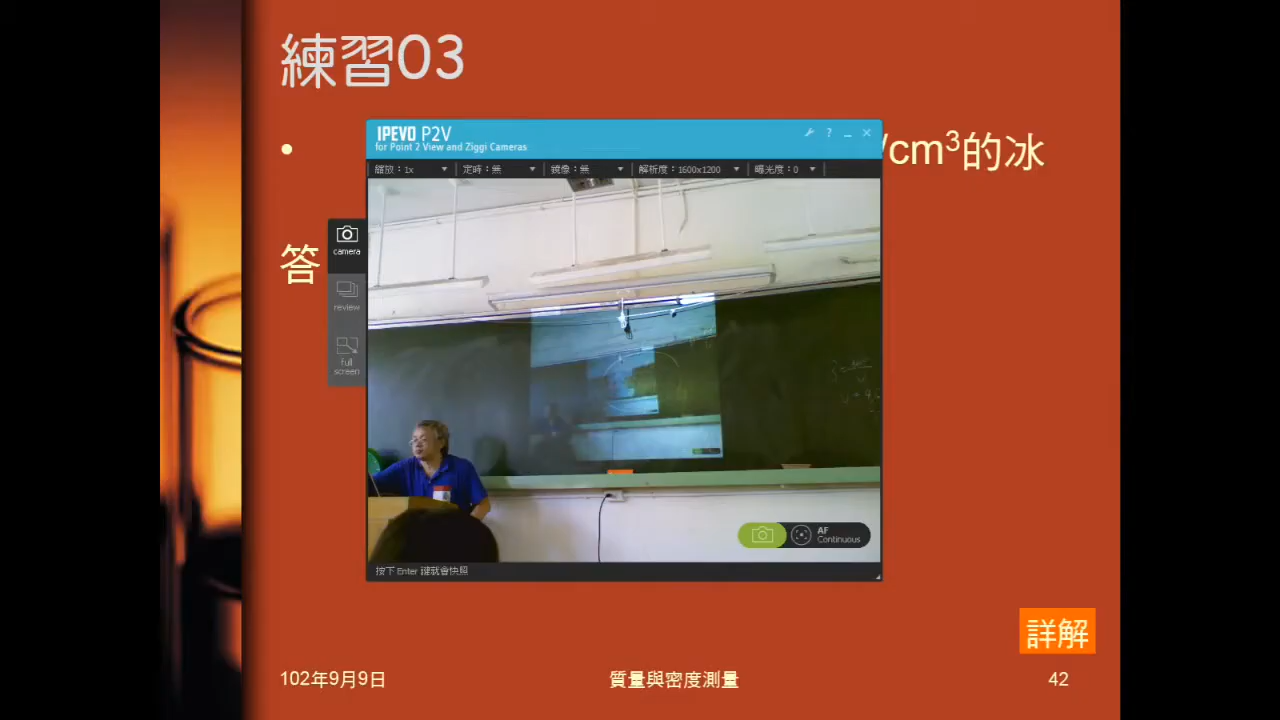 練習03
•
/cm³的冰
答
IPEVO P2V
for Point 2 View and Ziggi Cameras
?
縮放：1x
定時：無
鏡像：無
解析度：1600x1200
曝光度：0
camera
review
full
screen
AF
Continuous
按下 Enter 鍵就會快照
詳解
102年9月9日
質量與密度測量
42